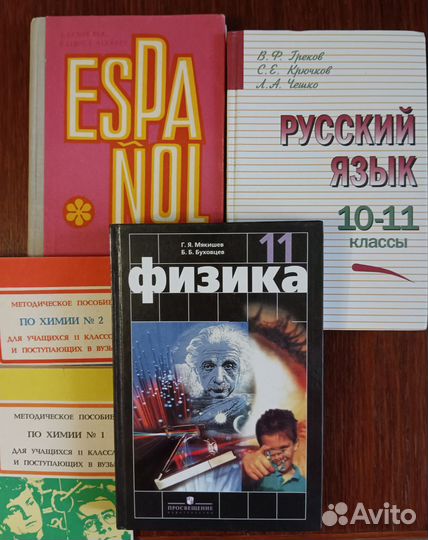 ESPA
ÑOL
В. Ф. Греков
С. Е. Крючков
Л. А. Чешко
РУССКИЙ
ЯЗЫК
10-11
КЛАССЫ
Г. Я. Мякишев
Б. Б. Буховцев
11
физика
ПРОСВЕЩЕНИЕ
МЕТОДИЧЕСКОЕ ПОСОБИЕ
ПО ХИМИИ № 2
ДЛЯ УЧАЩИХСЯ 11 КЛАССО
И ПОСТУПАЮЩИХ В ВУЗЫ
МЕТОДИЧЕСКОЕ ПОСОБИЕ
ПО ХИМИИ № 1
ДЛЯ УЧАЩИХСЯ 11 КЛАССО
И ПОСТУПАЮЩИХ В ВУЗЫ
Avito